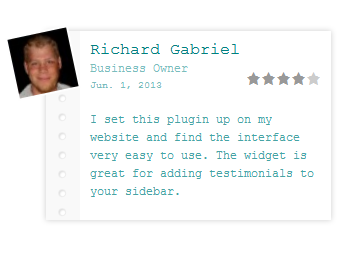 Richard Gabriel
Business Owner
Jun. 1, 2013
I set this plugin up on my
website and find the interface
very easy to use. The widget is
great for adding testimonials to
your sidebar.